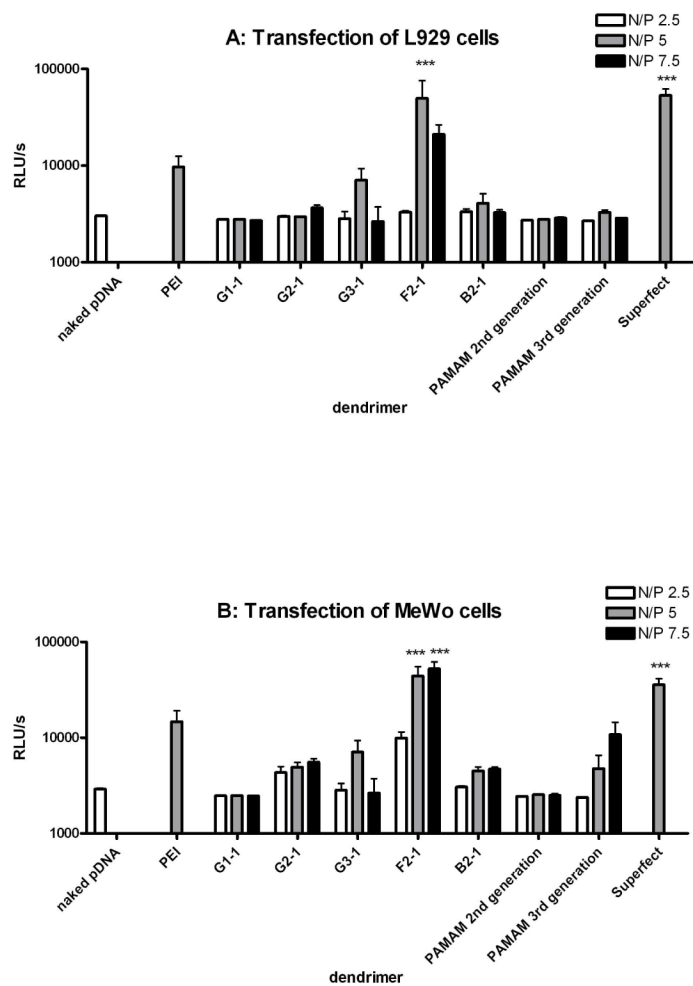 A: Transfection of L929 cells
N/P 2.5
N/P 5
N/P 7.5
RLU/s
100000
10000
1000
***
***
naked pDNA
PEI
G1-1
G2-1
G3-1
F2-1
B2-1
PAMAM 2nd generation
PAMAM 3rd generation
Superfect
dendrimer
B: Transfection of MeWo cells
N/P 2.5
N/P 5
N/P 7.5
RLU/s
100000
10000
1000
*** ***
***
naked pDNA
PEI
G1-1
G2-1
G3-1
F2-1
B2-1
PAMAM 2nd generation
PAMAM 3rd generation
Superfect
dendrimer